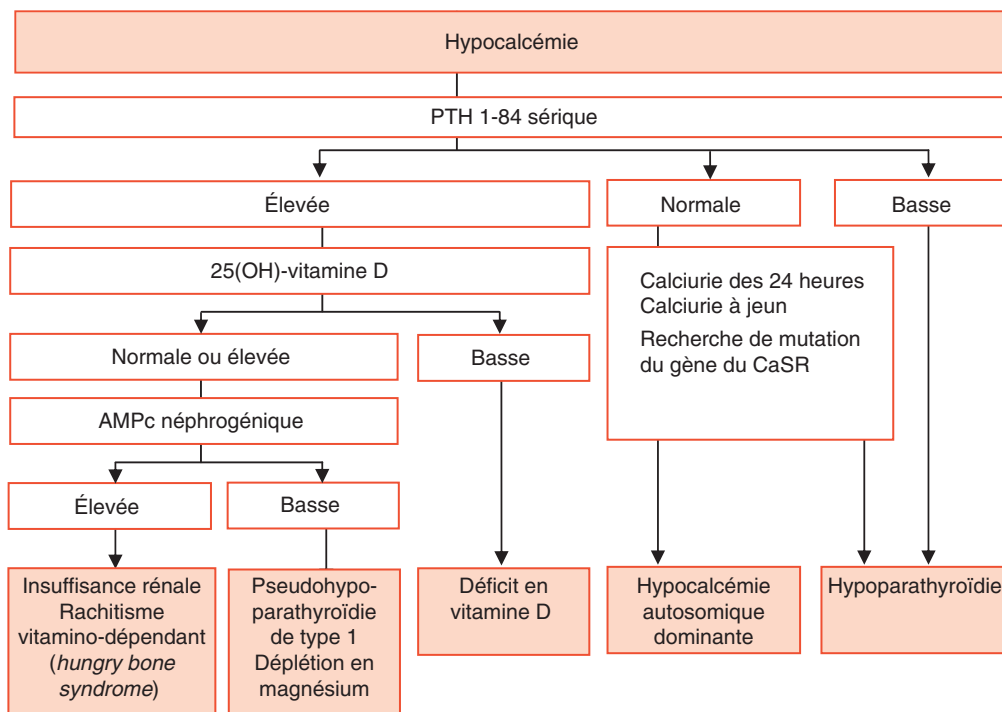 Hypocalcémie
PTH 1-84 sérique
Élevée
Normale
Basse
25(OH)-vitamine D
Calciurie des 24 heures
Calciurie à jeun
Recherche de mutation
du gène du CaSR
Normale ou élevée
Basse
AMPc néphrogénique
Élevée
Basse
Insuffisance rénale
Rachitisme
vitamino-dépendant
(hungry bone
syndrome)
Pseudohypo-
parathyroïdie
de type 1
Déplétion en
magnésium
Déficit en
vitamine D
Hypocalcémie
autosomique
dominante
Hypoparathyroïdie